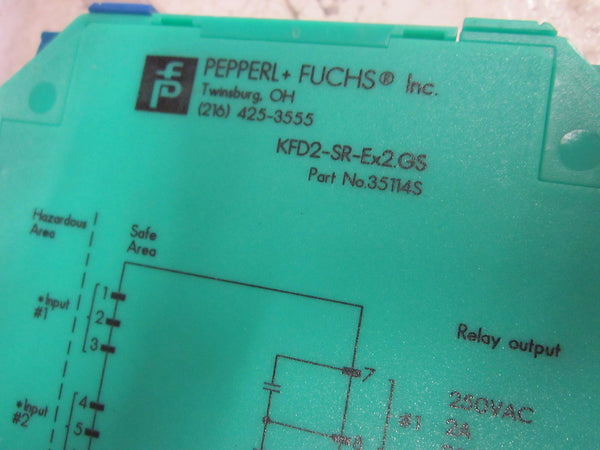 PEPPERL+ FUCHS® Inc.
Twinsburg, OH
(216) 425-3555
KFD2-SR-Ex2.GS
Part No.35114S
Hazardous
Area
Safe
Area
*Input
#1
1
2
3
Relay output
7
#1
250VAC
2A
*Input
#2
4
5
8